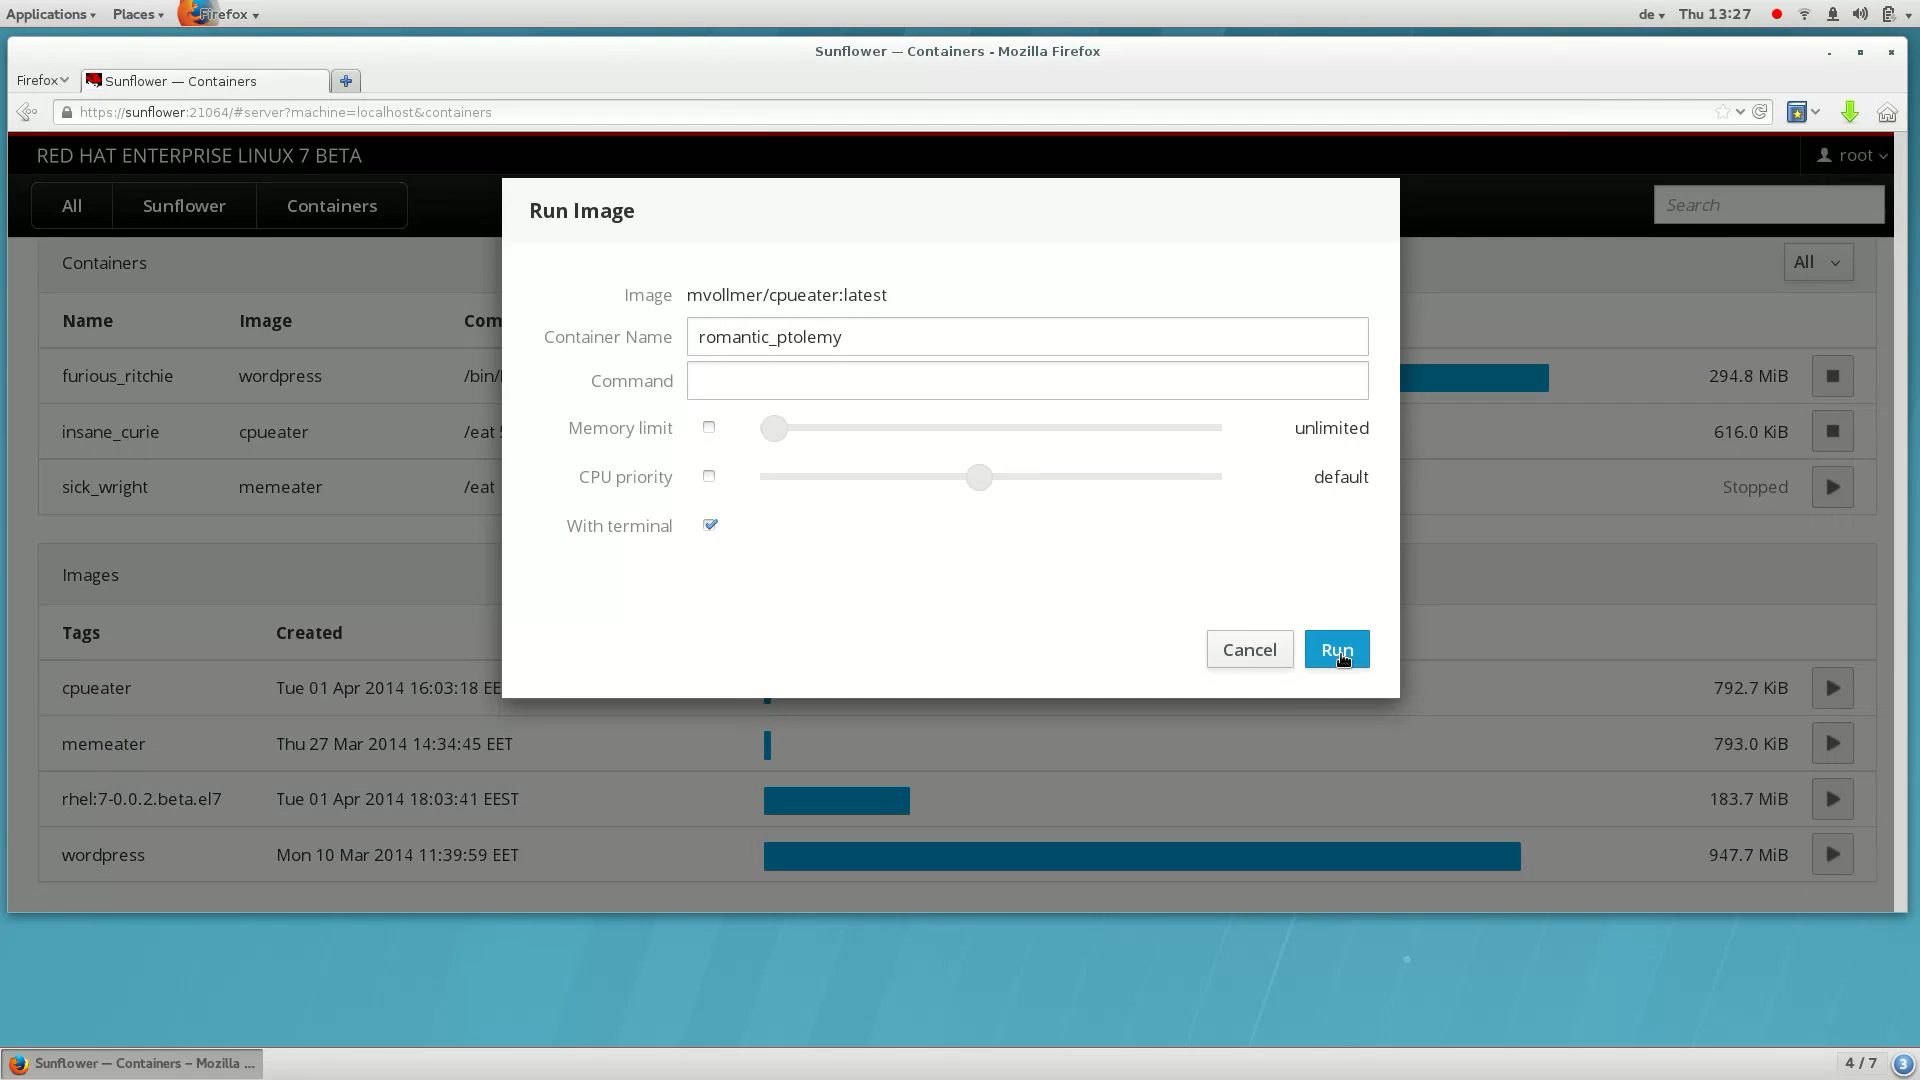 Applications Places Firefox de Thu 13:27
Sunflower — Containers - Mozilla Firefox
Firefox Sunflower — Containers
https://sunflower:21064/#server?machine=localhost&containers
RED HAT ENTERPRISE LINUX 7 BETA root
All Sunflower Containers Search
Run Image
Containers All
Image mvollmer/cpueater:latest
Name Image Com
Container Name romantic_ptolemy
furious_ritchie wordpress /bin/ 294.8 MiB
Command
insane_curie cpueater /eat 616.0 KiB
Memory limit unlimited
sick_wright memeater /eat Stopped
CPU priority default
With terminal
Images
Tags Created
Cancel Run
cpueater Tue 01 Apr 2014 16:03:18 EE 792.7 KiB
memeater Thu 27 Mar 2014 14:34:45 EET 793.0 KiB
rhel:7-0.0.2.beta.el7 Tue 01 Apr 2014 18:03:41 EEST 183.7 MiB
wordpress Mon 10 Mar 2014 11:39:59 EET 947.7 MiB
Sunflower — Containers – Mozilla ... 4 / 7 3